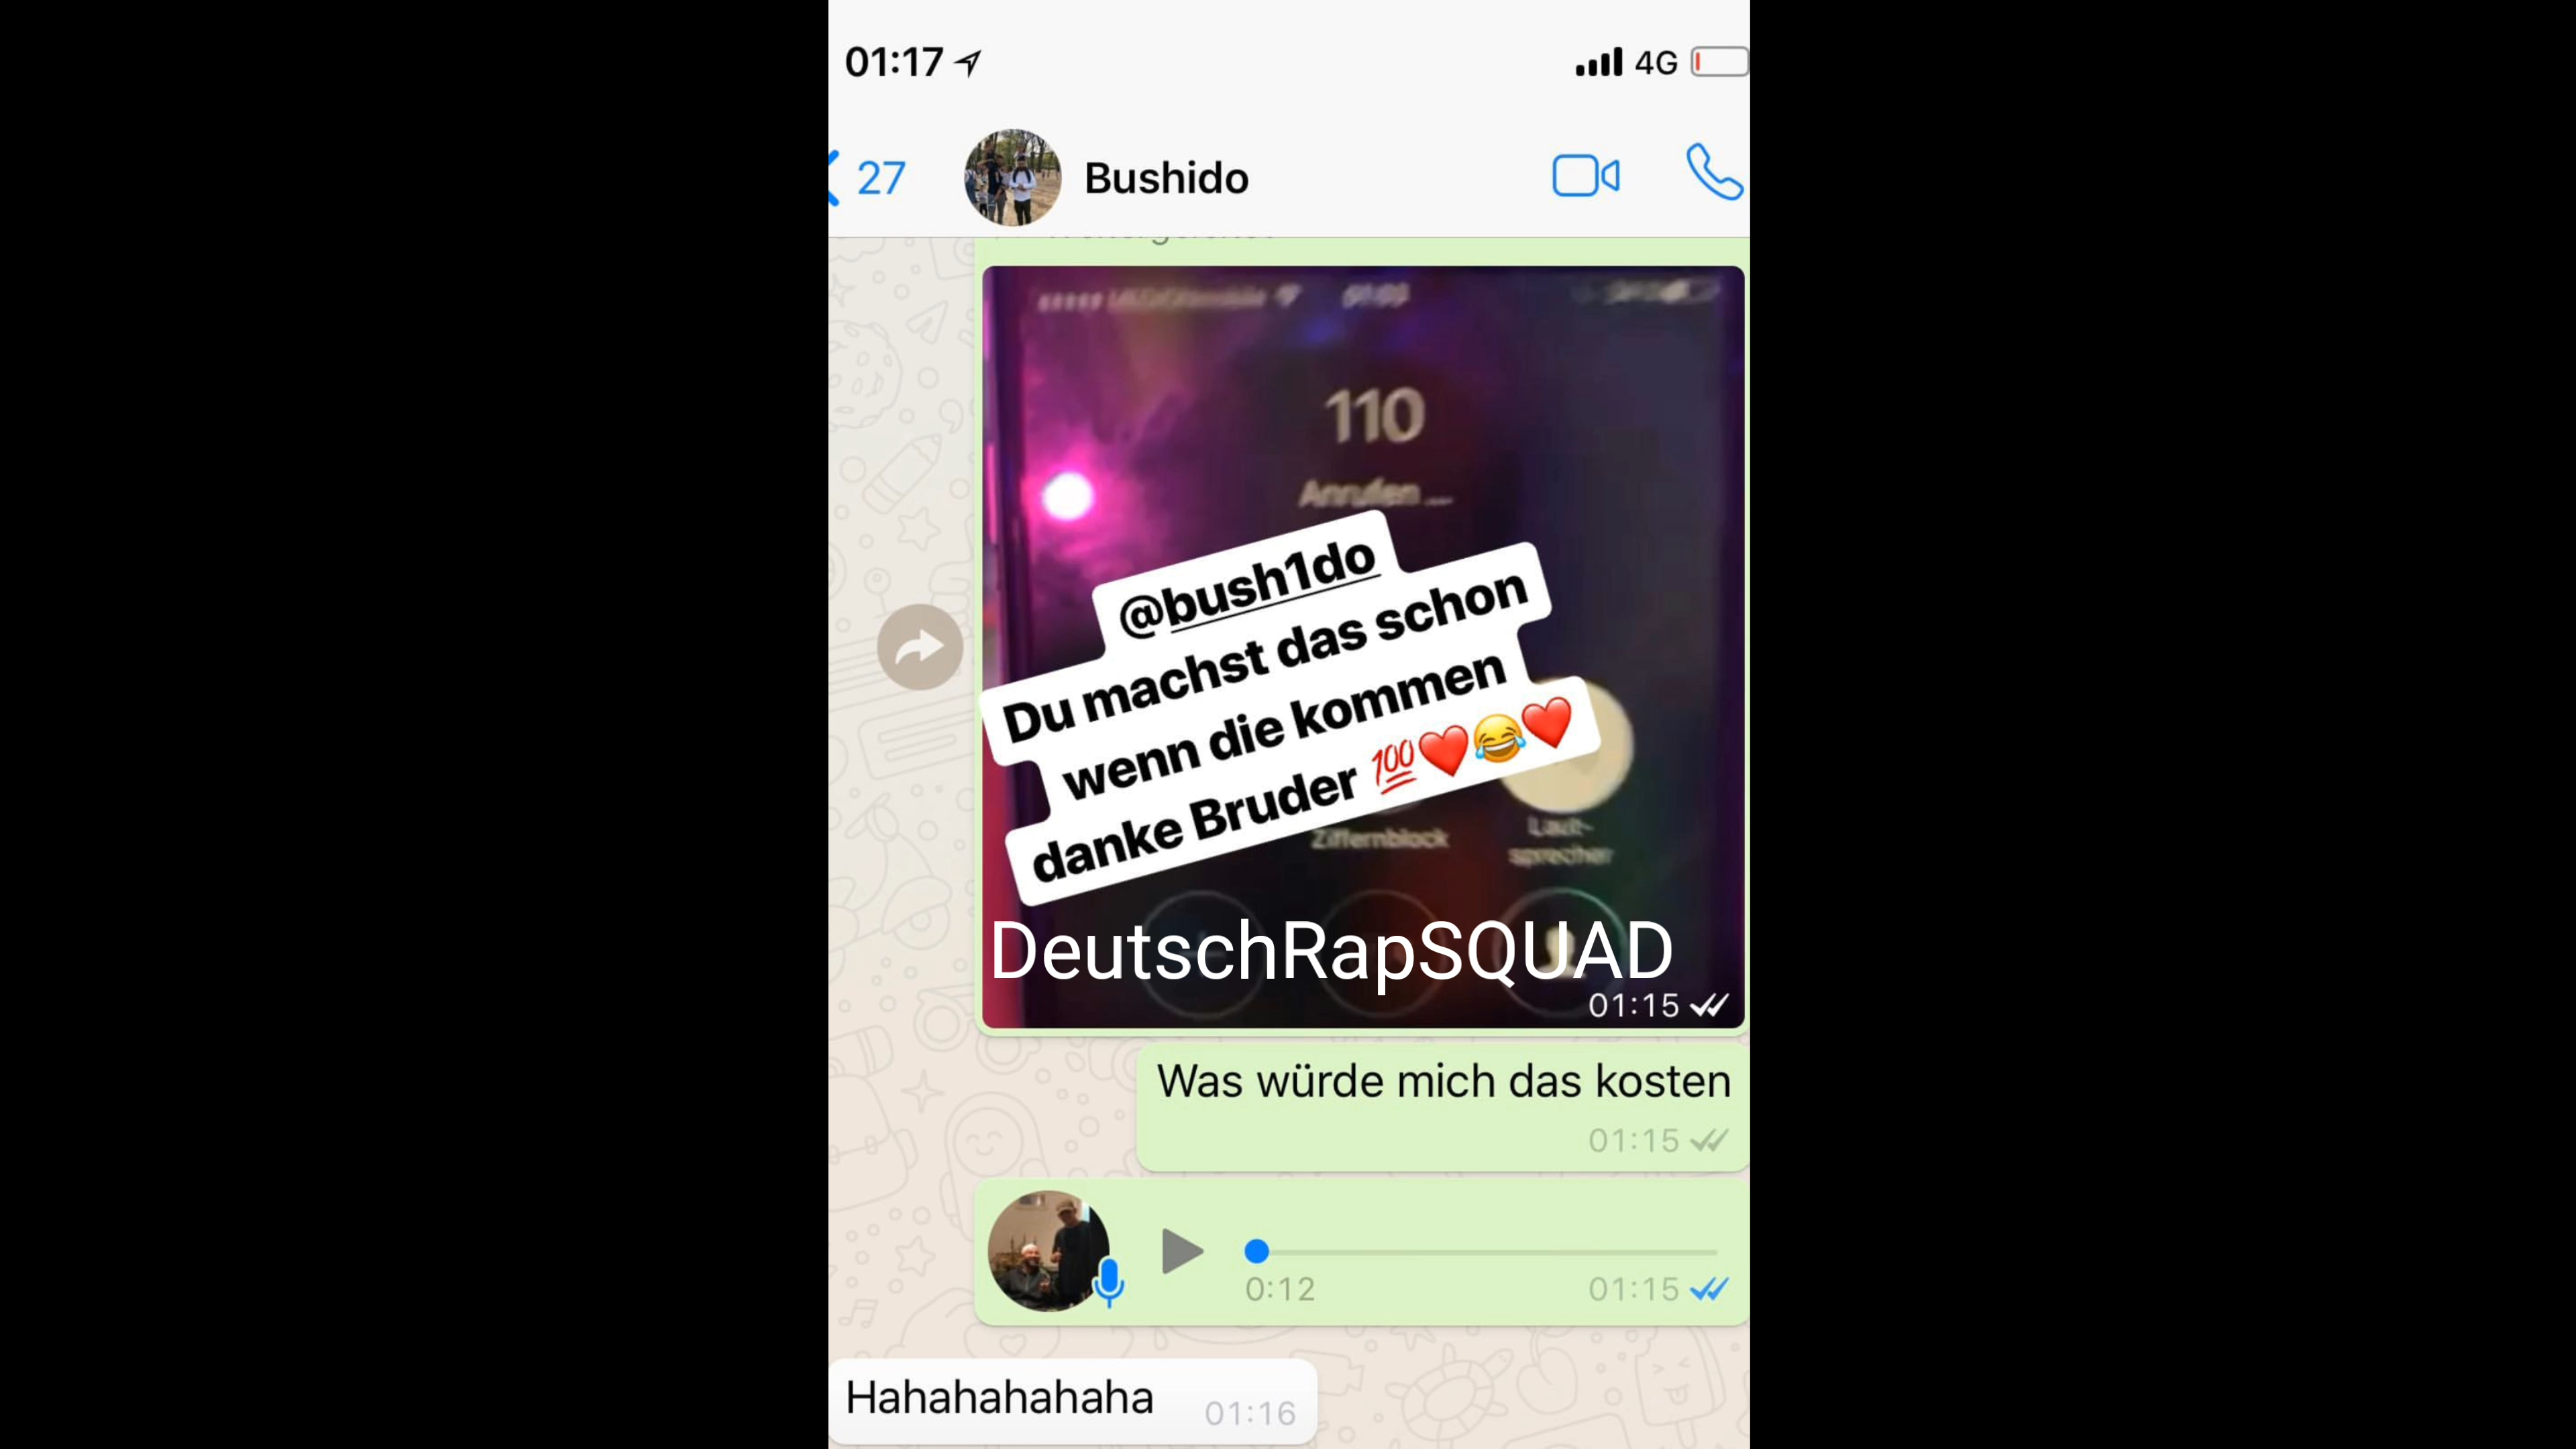 01:17
4G
27
Bushido
110
Anrufen ...
@bush1do
Du machst das schon
wenn die kommen
danke Bruder 💯❤️😂❤️
Ziffernblock
Laut-
sprecher
DeutschRapSQUAD
01:15
Was würde mich das kosten
01:15
0:12
01:15
Hahahahahaha
01:16